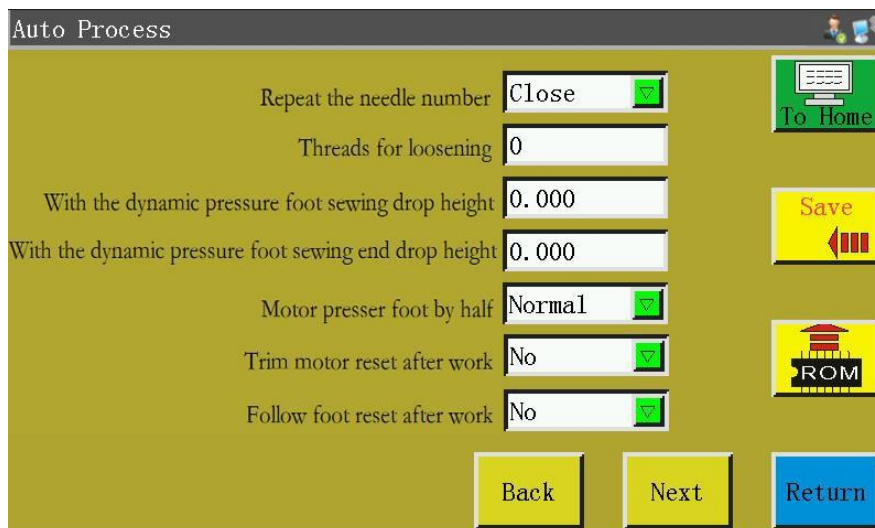 Auto Process
Repeat the needle number Close
To Home
Threads for loosening 0
With the dynamic pressure foot sewing drop height 0.000
Save
With the dynamic pressure foot sewing end drop height 0.000
Motor presser foot by half Normal
Trim motor reset after work No
ROM
Follow foot reset after work No
Back Next Return